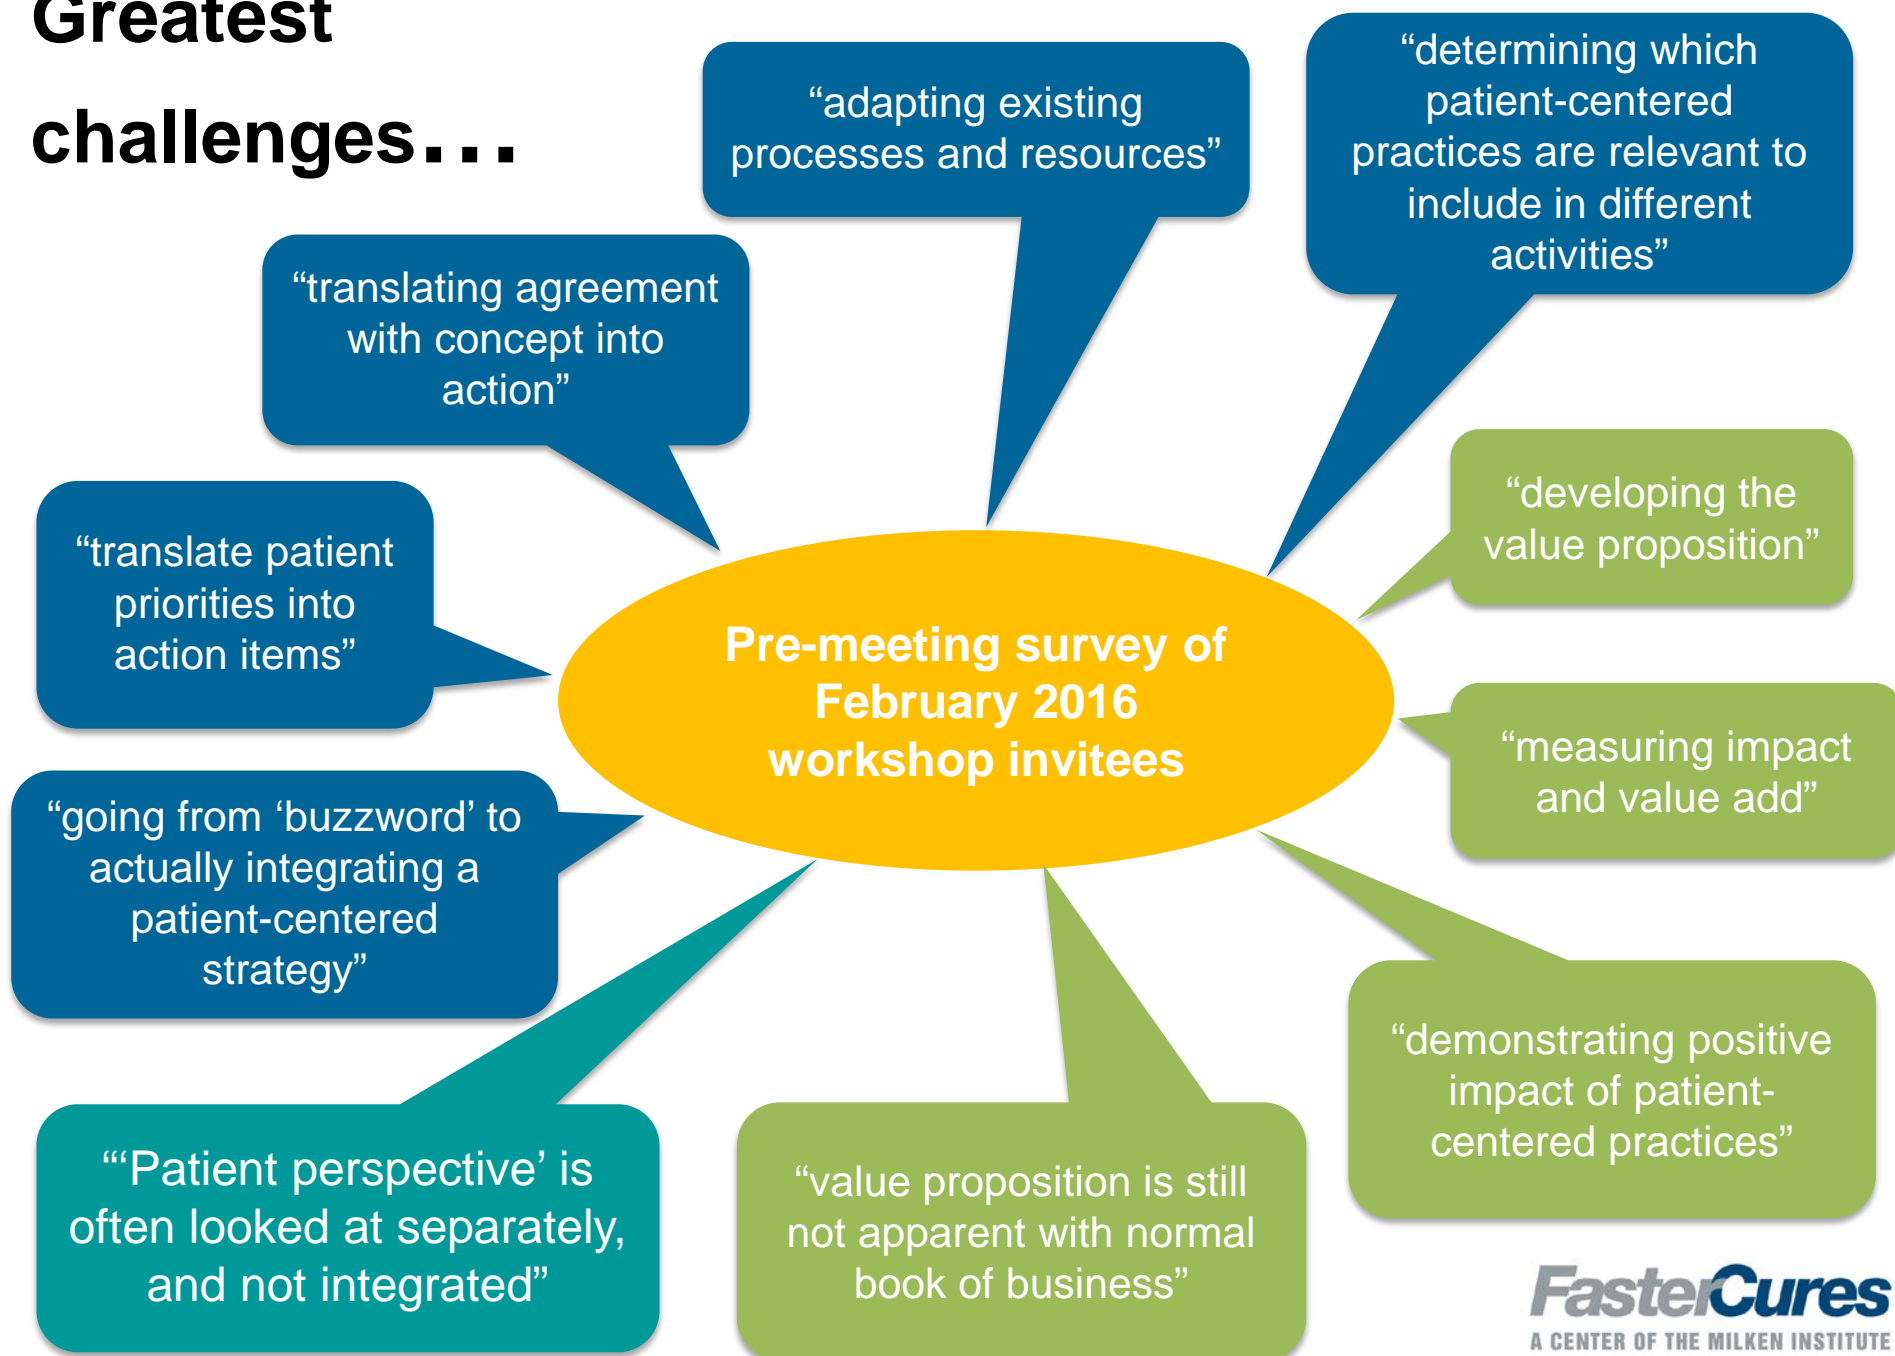 Greatest
challenges...
“adapting existing
processes and resources”
“determining which
patient-centered
practices are relevant to
include in different
activities”
“translating agreement
with concept into
action”
“developing the
value proposition”
“translate patient
priorities into
action items”
Pre-meeting survey of
February 2016
workshop invitees
“measuring impact
and value add”
“going from ‘buzzword’ to
actually integrating a
patient-centered
strategy”
“demonstrating positive
impact of patient-
centered practices”
“‘Patient perspective’ is
often looked at separately,
and not integrated”
“value proposition is still
not apparent with normal
book of business”
FasterCures
A CENTER OF THE MILKEN INSTITUTE